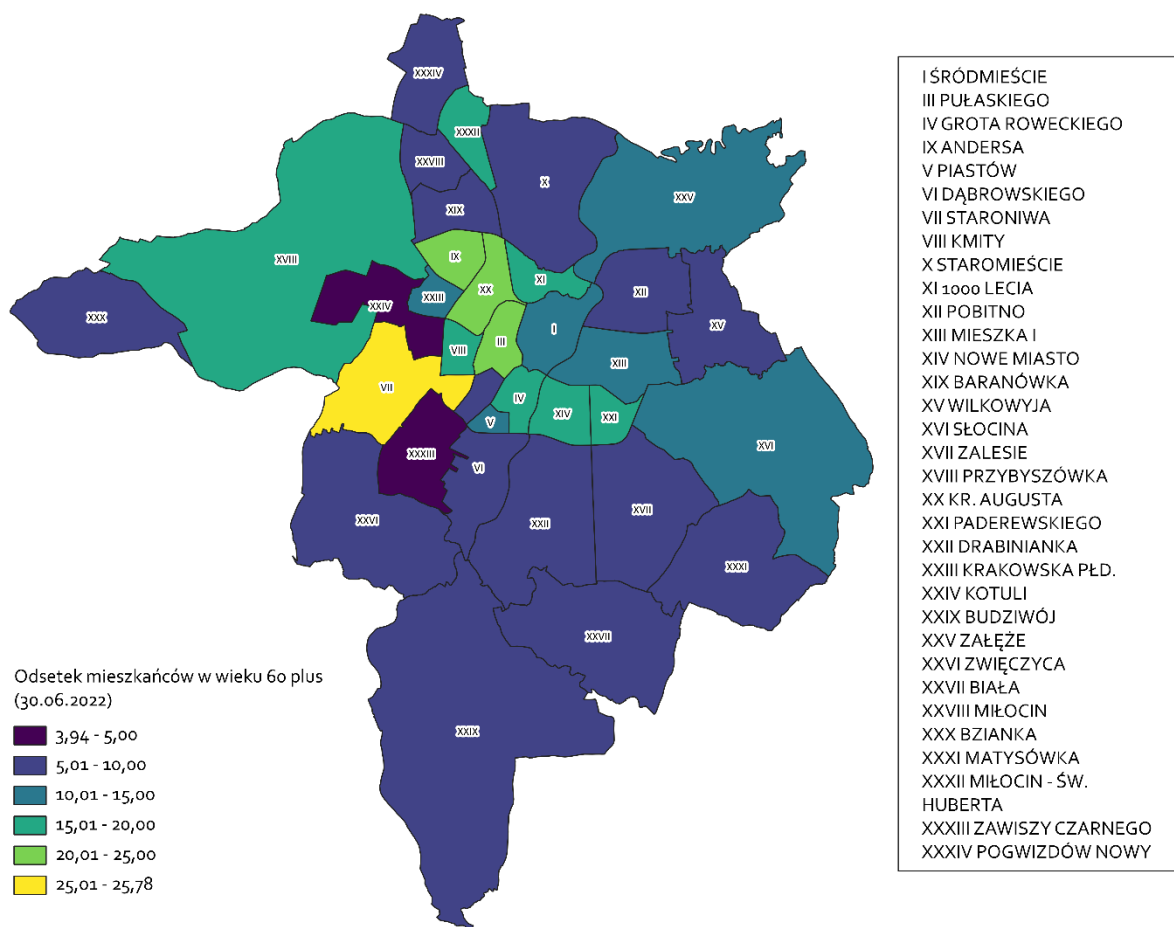 XXXIV
XXXII
XXVIII
X
XXV
XIX
IX
XVIII
XI
XX
XII
XXIII
XXIV
XXX
XV
I
III
VIII
XIII
VII
IV
XIV
XXI
V
XVI
XXXIII
VI
XXVI
XXII
XVII
XXXI
XXVII
XXIX
Odsetek mieszkańców w wieku 60 plus
(30.06.2022)
3,94 - 5,00
5,01 - 10,00
10,01 - 15,00
15,01 - 20,00
20,01 - 25,00
25,01 - 25,78
I ŚRÓDMIEŚCIE
III PUŁASKIEGO
IV GROTA ROWECKIEGO
IX ANDERSA
V PIASTÓW
VI DĄBROWSKIEGO
VII STARONIWA
VIII KMITY
X STAROMIEŚCIE
XI 1000 LECIA
XII POBITNO
XIII MIESZKA I
XIV NOWE MIASTO
XIX BARANÓWKA
XV WILKOWYJA
XVI SŁOCINA
XVII ZALESIE
XVIII PRZYBYSZÓWKA
XX KR. AUGUSTA
XXI PADEREWSKIEGO
XXII DRABINIANKA
XXIII KRAKOWSKA PŁD.
XXIV KOTULI
XXIX BUDZIWÓJ
XXV ZAŁĘŻE
XXVI ZWIĘCZYCA
XXVII BIAŁA
XXVIII MIŁOCIN
XXX BZIANKA
XXXI MATYSÓWKA
XXXII MIŁOCIN - ŚW.
HUBERTA
XXXIII ZAWISZY CZARNEGO
XXXIV POGWIZDÓW NOWY